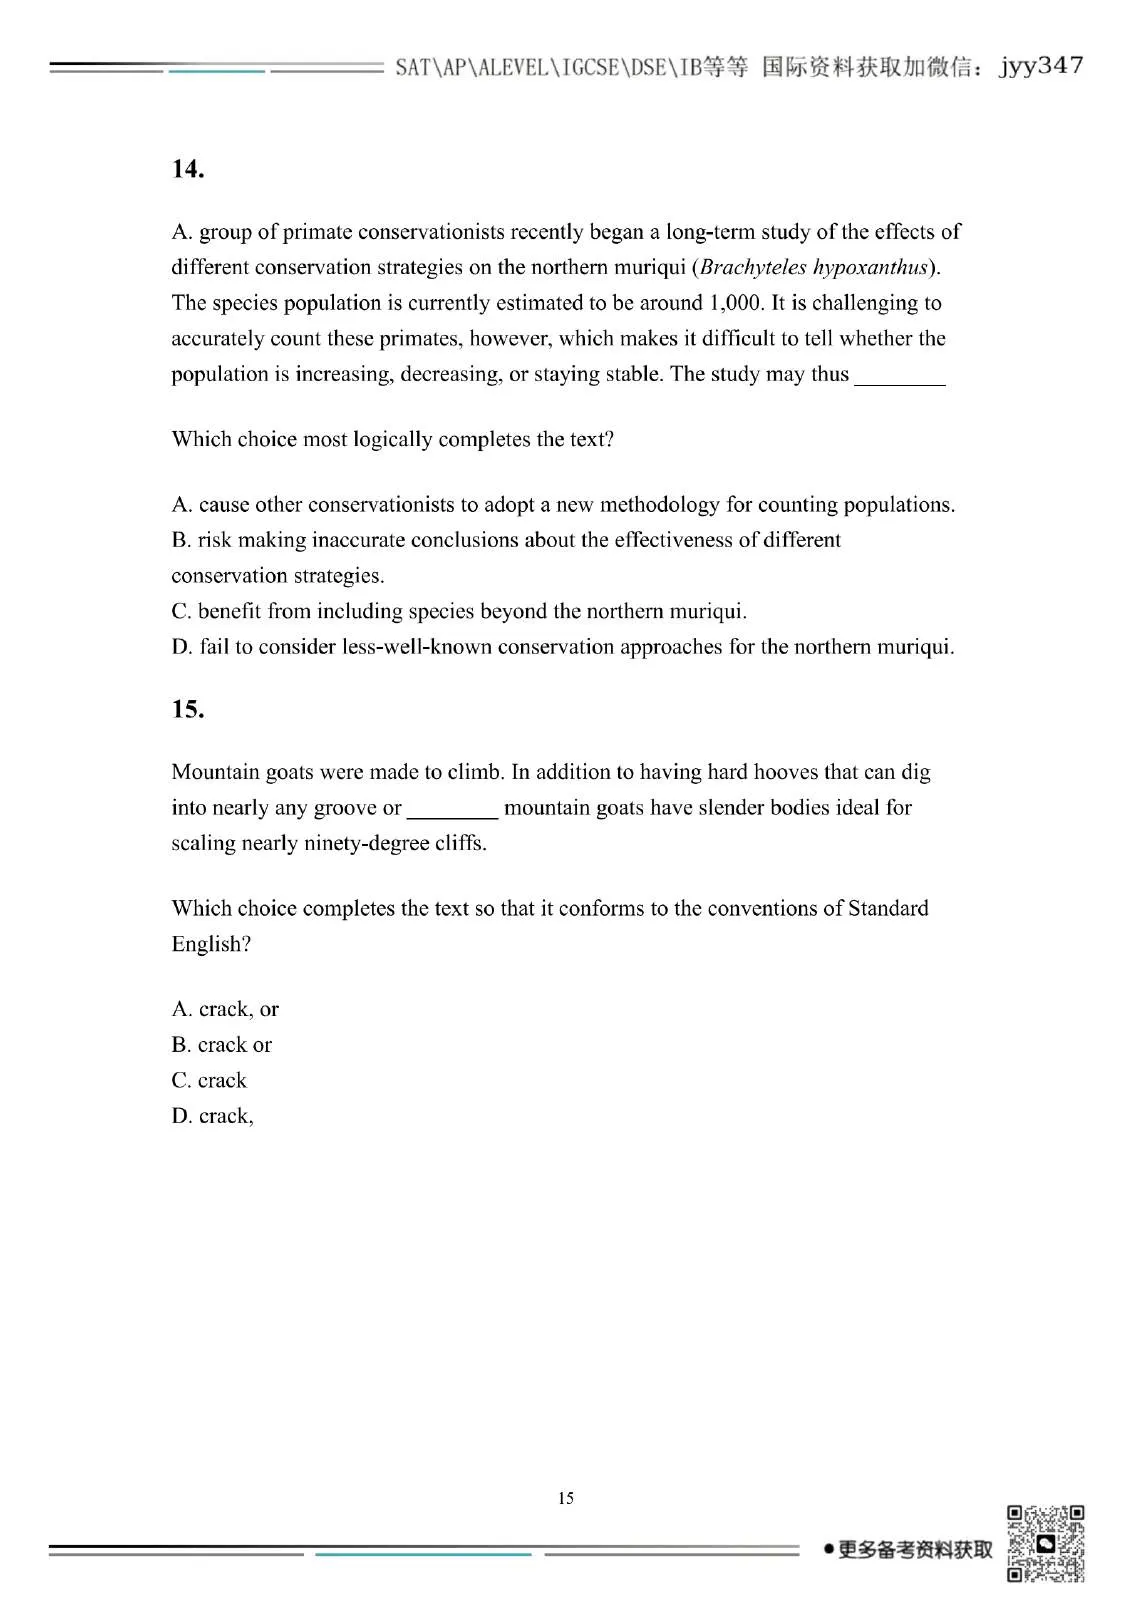 SAT\AP\ALEVEL\IGCSE\DSE\IB等等 国际资料获取加微信： jyy347
14.
A. group of primate conservationists recently began a long-term study of the effects of
different conservation strategies on the northern muriqui (Brachyteles hypoxanthus).
The species population is currently estimated to be around 1,000. It is challenging to
accurately count these primates, however, which makes it difficult to tell whether the
population is increasing, decreasing, or staying stable. The study may thus ________
Which choice most logically completes the text?
A. cause other conservationists to adopt a new methodology for counting populations.
B. risk making inaccurate conclusions about the effectiveness of different
conservation strategies.
C. benefit from including species beyond the northern muriqui.
D. fail to consider less-well-known conservation approaches for the northern muriqui.
15.
Mountain goats were made to climb. In addition to having hard hooves that can dig
into nearly any groove or ________ mountain goats have slender bodies ideal for
scaling nearly ninety-degree cliffs.
Which choice completes the text so that it conforms to the conventions of Standard
English?
A. crack, or
B. crack or
C. crack
D. crack,
15
●更多备考资料获取